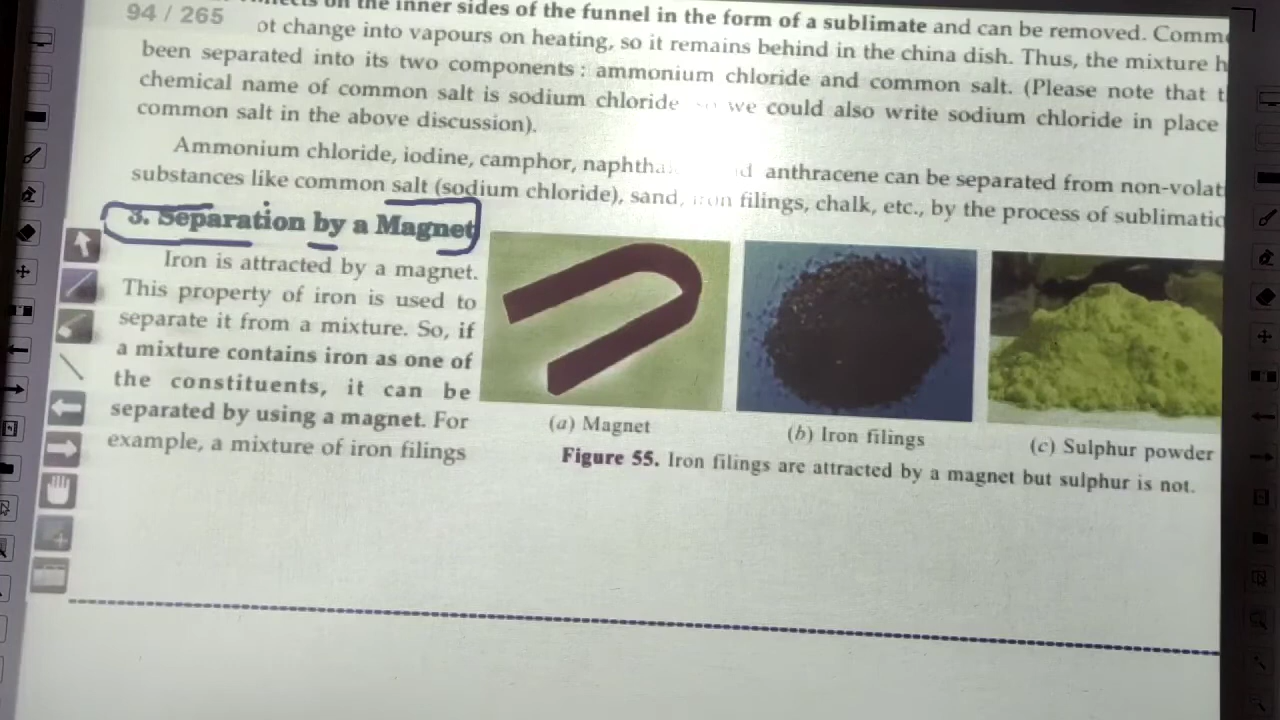 94 / 265
on the inner sides of the funnel in the form of a sublimate and can be removed.
ot change into vapours on heating, so it remains behind in the china dish. Thus, the mixture h
been separated into its two components : ammonium chloride and common salt. (Please note that t
chemical name of common salt is sodium chloride we could also write sodium chloride in place
common salt in the above discussion).
Ammonium chloride, iodine, camphor, anthracene can be separated from non-volat
substances like common salt (sodium chloride), sand, iron filings, chalk, etc., by the process of sublimatio
3. Separation by a Magnet
Iron is attracted by a magnet.
This property of iron is used to
separate it from a mixture. So, if
a mixture contains iron as one of
the constituents, it can be
separated by using a magnet. For
example, a mixture of iron filings
(a) Magnet
(b) Iron filings
(c) Sulphur powder
Figure 55. Iron filings are attracted by a magnet but sulphur is not.